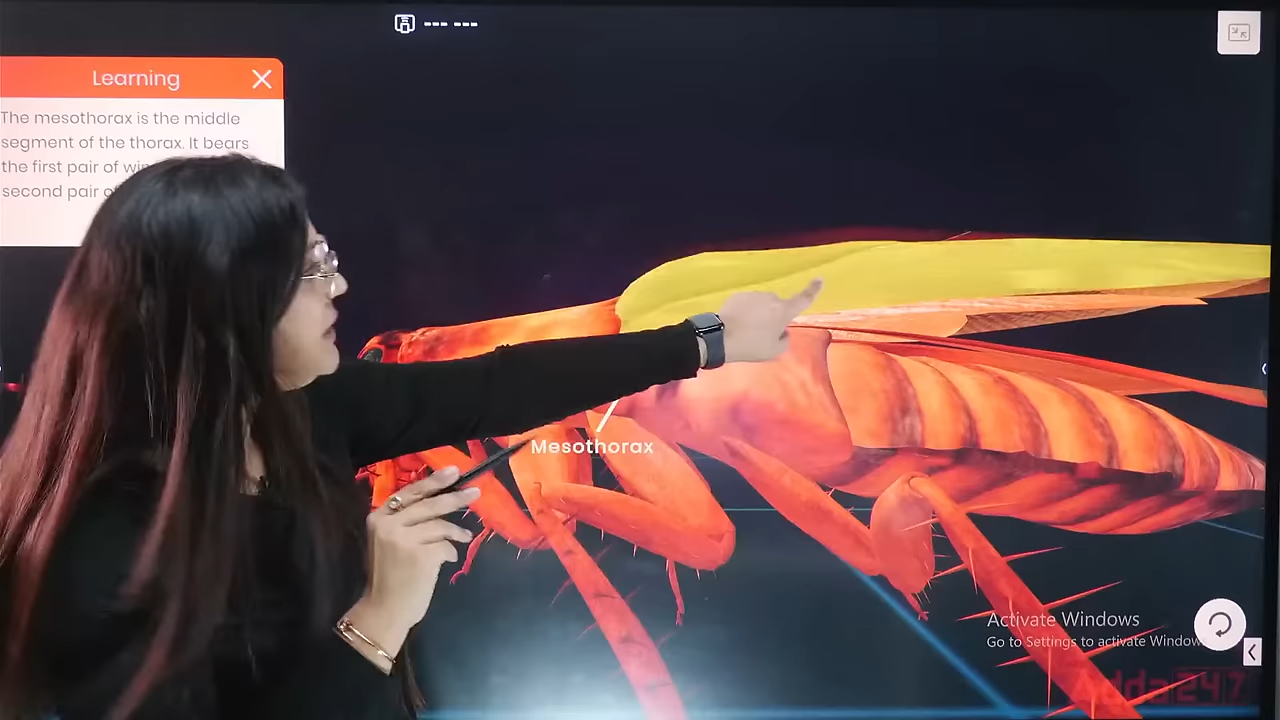 Learning
The mesothorax is the middle
segment of the thorax. It bears
the first pair of
second pair
Mesothorax
Activate Windows
Go to Settings to activate Windows
Adda247